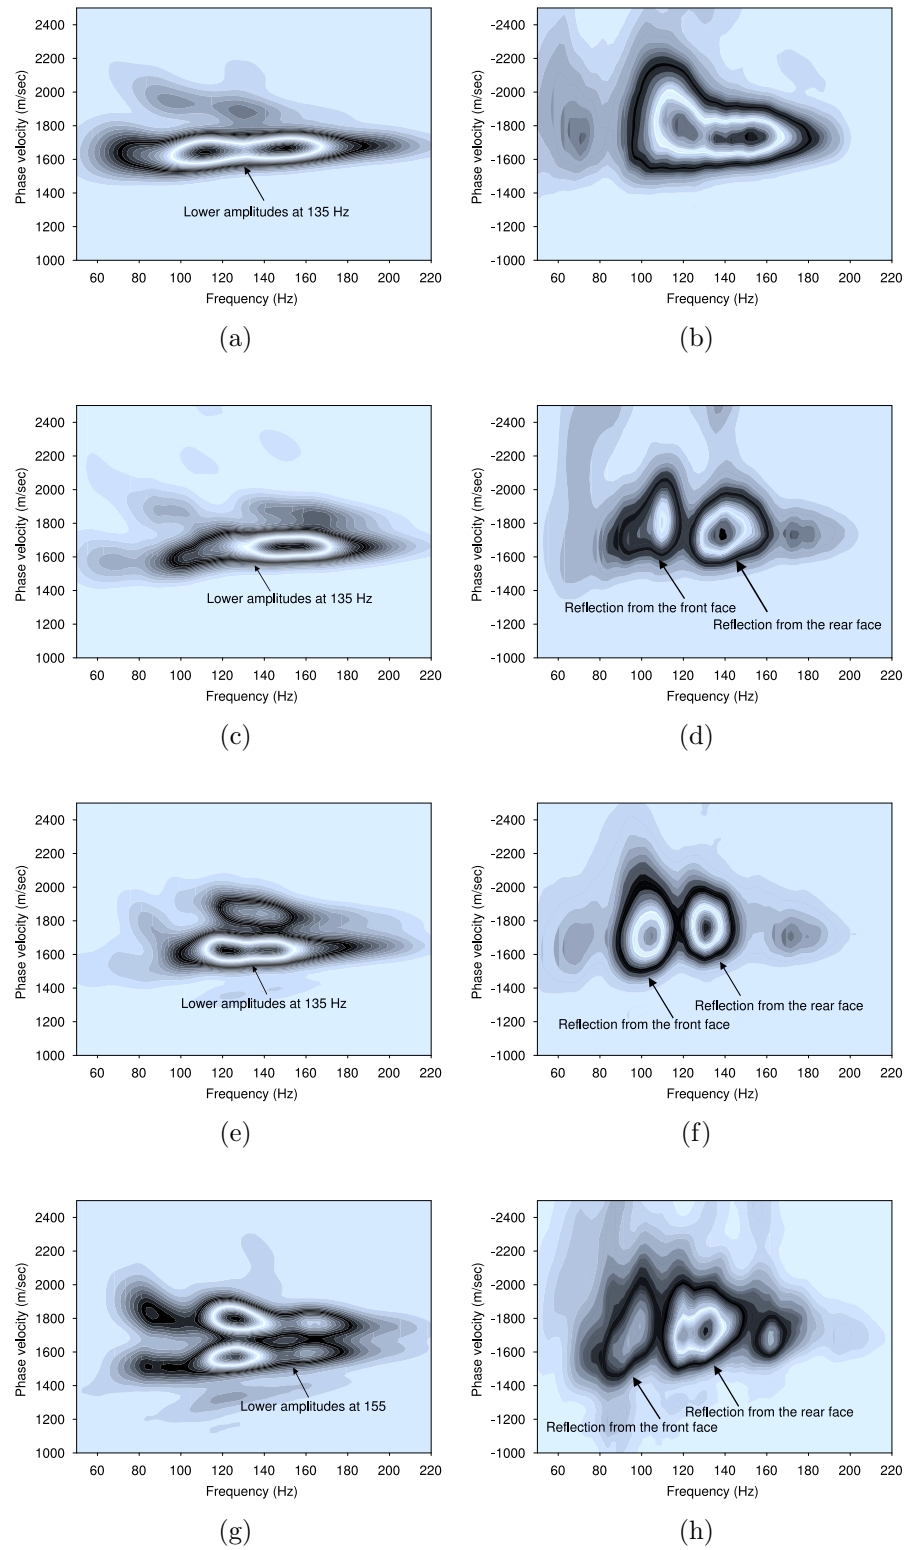 2400
2200
2000
1800
1600
1400
1200
1000
Phase velocity (m/sec)
60 80 100 120 140 160 180 200 220
Frequency (Hz)
Lower amplitudes at 135 Hz
(a)
-2400
-2200
-2000
-1800
-1600
-1400
-1200
-1000
Phase velocity (m/sec)
60 80 100 120 140 160 180 200 220
Frequency (Hz)
(b)
2400
2200
2000
1800
1600
1400
1200
1000
Phase velocity (m/sec)
60 80 100 120 140 160 180 200 220
Frequency (Hz)
Lower amplitudes at 135 Hz
(c)
-2400
-2200
-2000
-1800
-1600
-1400
-1200
-1000
Phase velocity (m/sec)
60 80 100 120 140 160 180 200 220
Frequency (Hz)
Reflection from the front face
Reflection from the rear face
(d)
2400
2200
2000
1800
1600
1400
1200
1000
Phase velocity (m/sec)
60 80 100 120 140 160 180 200 220
Frequency (Hz)
Lower amplitudes at 135 Hz
(e)
-2400
-2200
-2000
-1800
-1600
-1400
-1200
-1000
Phase velocity (m/sec)
60 80 100 120 140 160 180 200 220
Frequency (Hz)
Reflection from the rear face
Reflection from the front face
(f)
2400
2200
2000
1800
1600
1400
1200
1000
Phase velocity (m/sec)
60 80 100 120 140 160 180 200 220
Frequency (Hz)
Lower amplitudes at 155
(g)
-2400
-2200
-2000
-1800
-1600
-1400
-1200
-1000
Phase velocity (m/sec)
60 80 100 120 140 160 180 200 220
Frequency (Hz)
Reflection from the rear face
Reflection from the front face
(h)